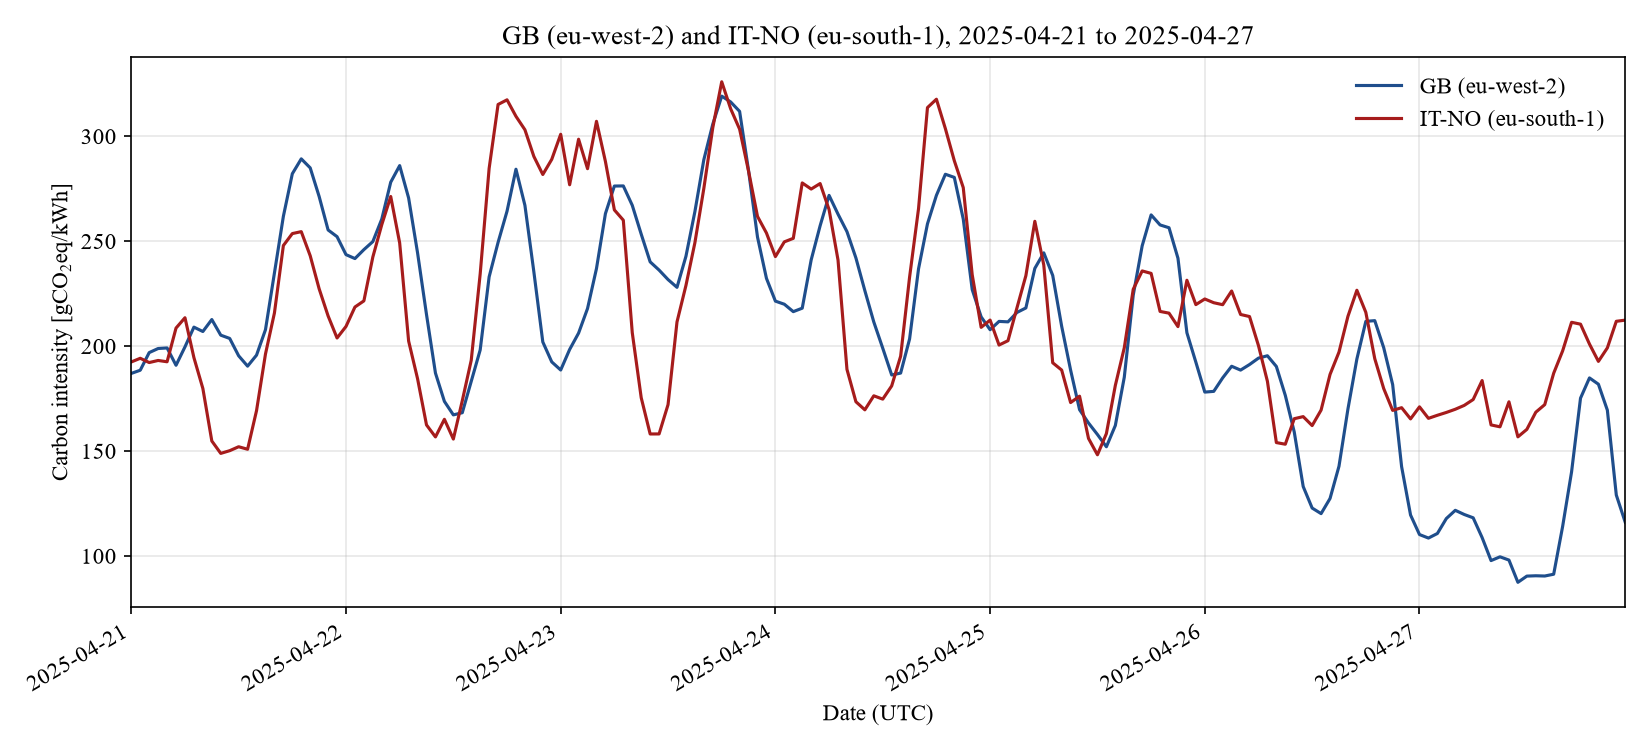 GB (eu-west-2) and IT-NO (eu-south-1), 2025-04-21 to 2025-04-27
GB (eu-west-2)
IT-NO (eu-south-1)
Carbon intensity [gCO₂eq/kWh]
300
250
200
150
100
2025-04-21
2025-04-22
2025-04-23
2025-04-24
2025-04-25
2025-04-26
2025-04-27
Date (UTC)